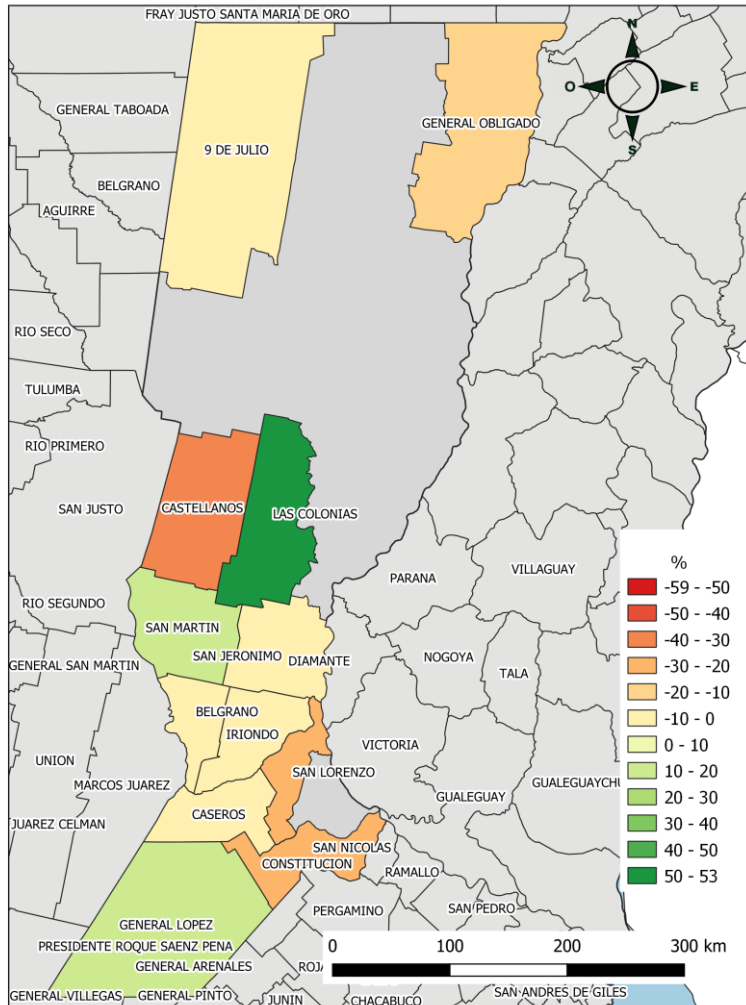 FRAY JUSTO SANTA MARIA DE ORO
N
O
E
S
GENERAL TABOADA
GENERAL OBLIGADO
9 DE JULIO
BELGRANO
AGUIRRE
RIO SECO
TULUMBA
RIO PRIMERO
SAN JUSTO
CASTELLANOS
LAS COLONIAS
PARANA
VILLAGUAY
RIO SEGUNDO
SAN MARTIN
GENERAL SAN MARTIN
SAN JERONIMO
DIAMANTE
NOGOYA
TALA
BELGRANO
IRIONDO
VICTORIA
UNION
MARCOS JUAREZ
SAN LORENZO
GUALEGUAY
GUALEGUAYCHU
JUAREZ CELMAN
CASEROS
SAN NICOLAS
CONSTITUCION
RAMALLO
PERGAMINO
SAN PEDRO
GENERAL LOPEZ
PRESIDENTE ROQUE SAENZ PENA
GENERAL ARENALES
ROJA
GENERAL VILLEGAS
GENERAL PINTO
JUNIN
CHACABUCO
SAN ANDRES DE GILES
%
-59 - -50
-50 - -40
-40 - -30
-30 - -20
-20 - -10
-10 - 0
0 - 10
10 - 20
20 - 30
30 - 40
40 - 50
50 - 53
0 100 200 300 km